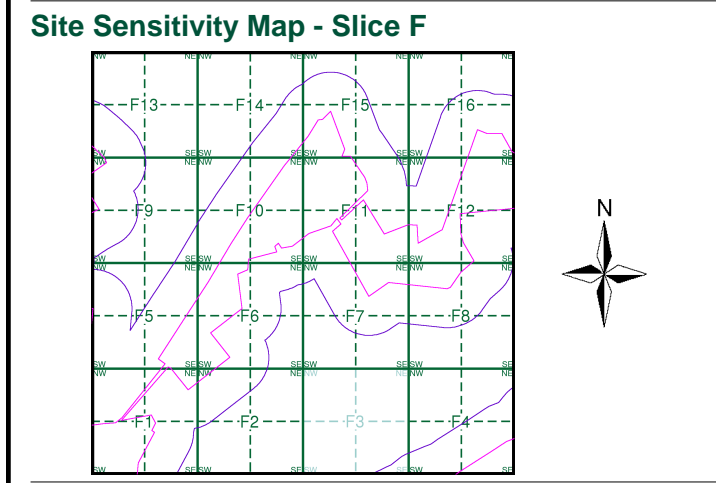 Site Sensitivity Map - Slice F
NW NE NW NE NW NE NW NE
F13 F14 F15 F16
SW SE SW SE SW SE SW SE
NW NE NW NE NW NE NW NE
F9 F10 F11 F12
N
SW SE SW SE SW SE SW SE
NW NE NW NE NW NE NW NE
F5 F6 F7 F8
SW SE SW SE SW SE SW SE
NW NE NW NE NW NE NW NE
F1 F2 F3 F4
SW SE SW SE SW SE SW SE